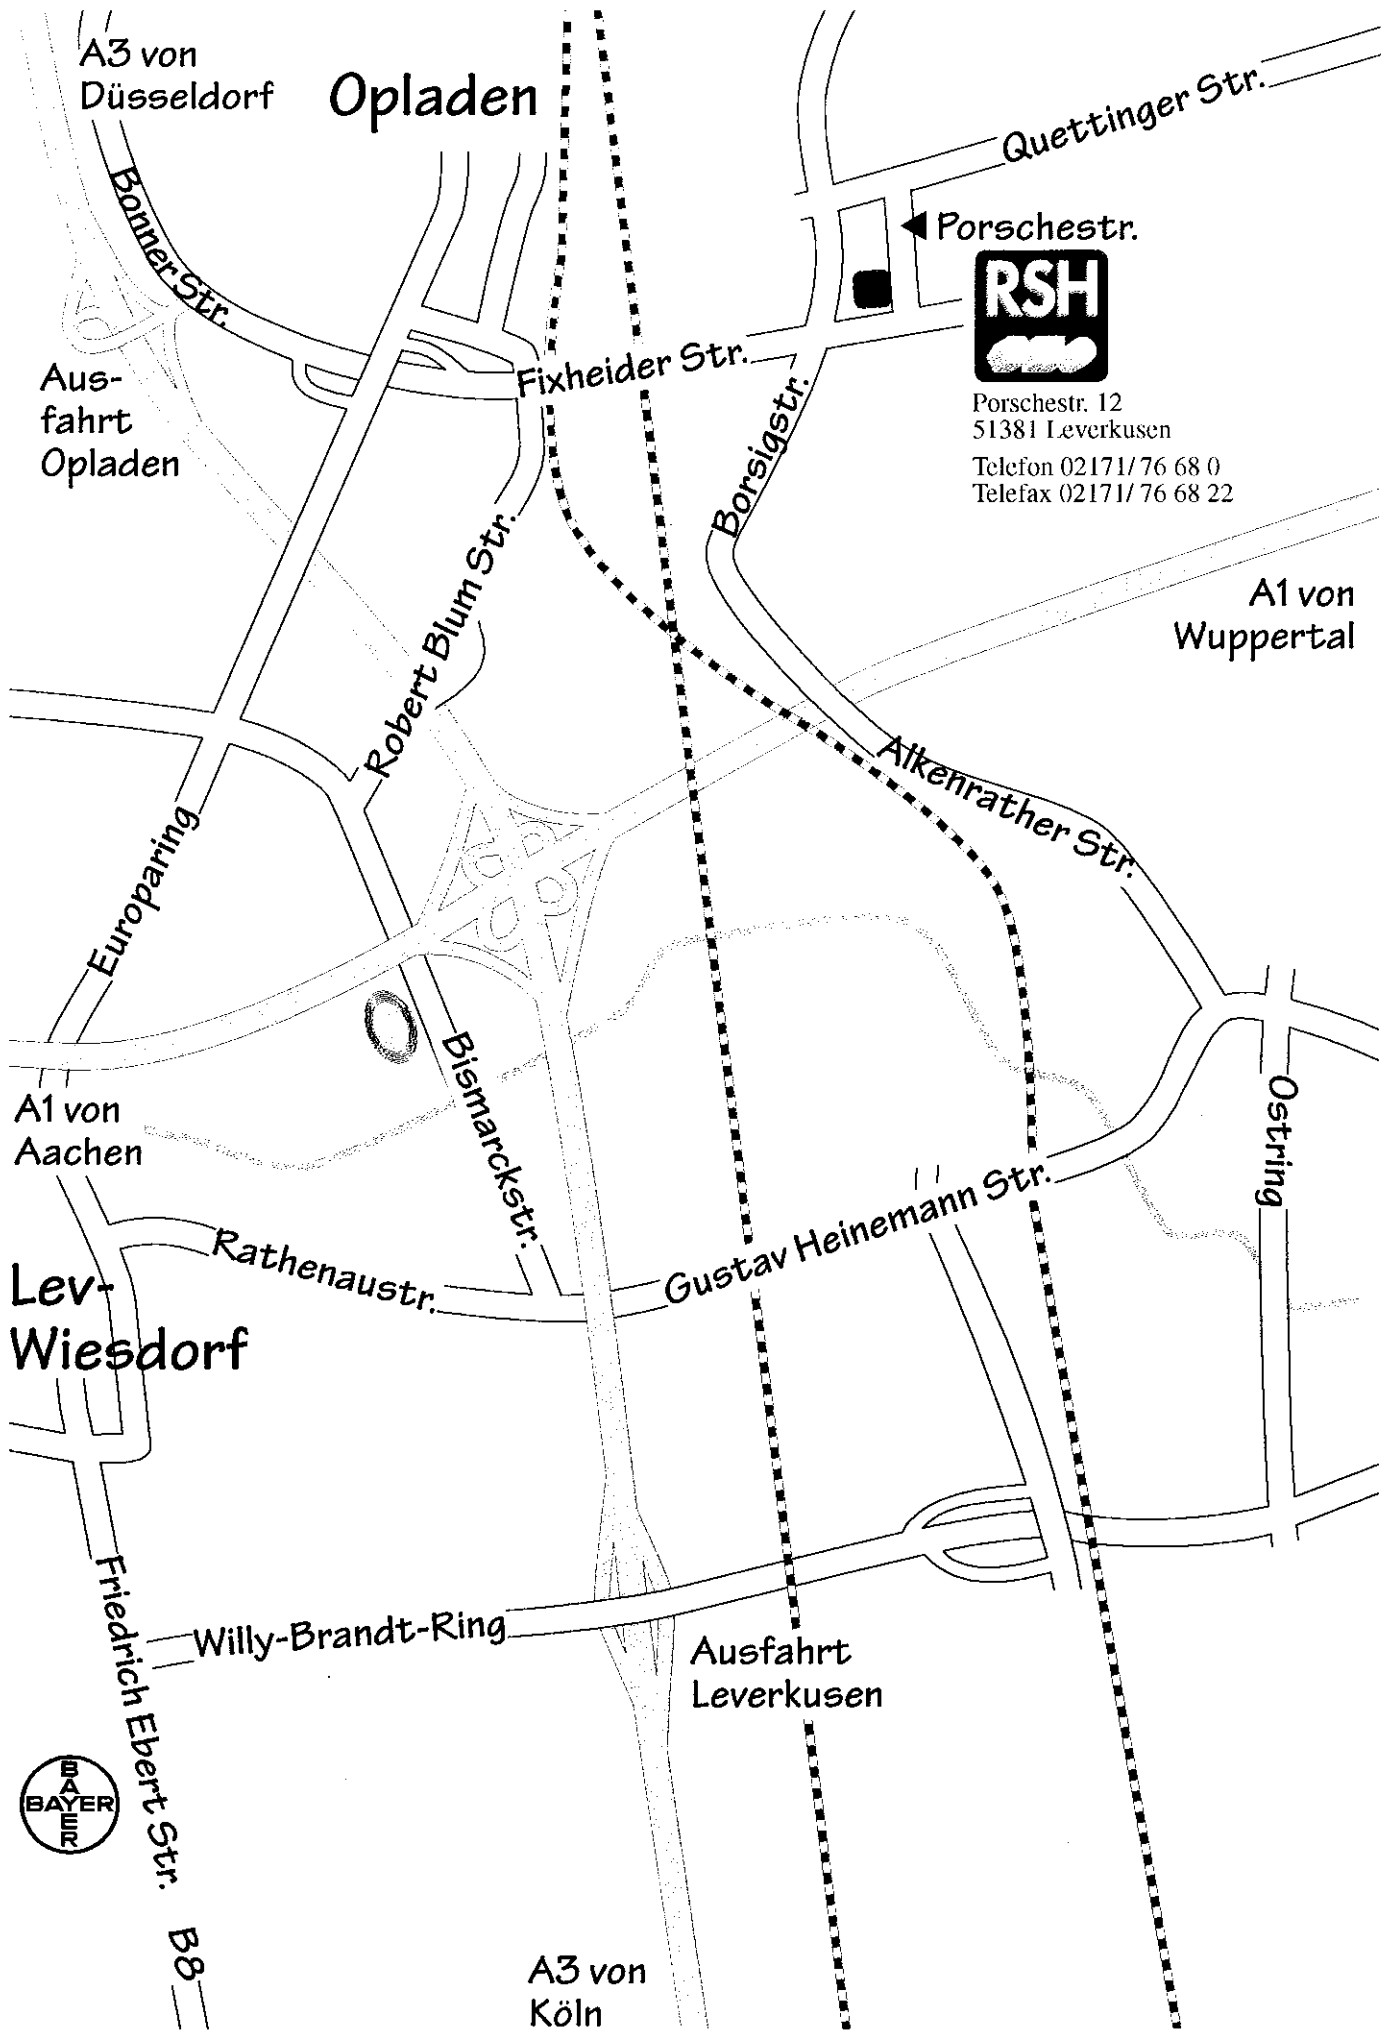 A3 von
Düsseldorf
Opladen
Quettinger Str.
Bonner Str.
Porschestr.
RSH
Fixheider Str.
Aus-
fahrt
Opladen
Porschestr. 12
51381 Leverkusen
Telefon 02171/76 68 0
Telefax 02171/76 68 22
Borsigstr.
Robert Blum Str.
A1 von
Wuppertal
Alkenrather Str.
Europaring
Bismarckstr.
A1 von
Aachen
Ostring
Rathenaustr.
Gustav Heinemann Str.
Lev-
Wiesdorf
Friedrich Ebert Str.
Willy-Brandt-Ring
Ausfahrt
Leverkusen
BAYER
BAYER
B8
A3 von
Köln